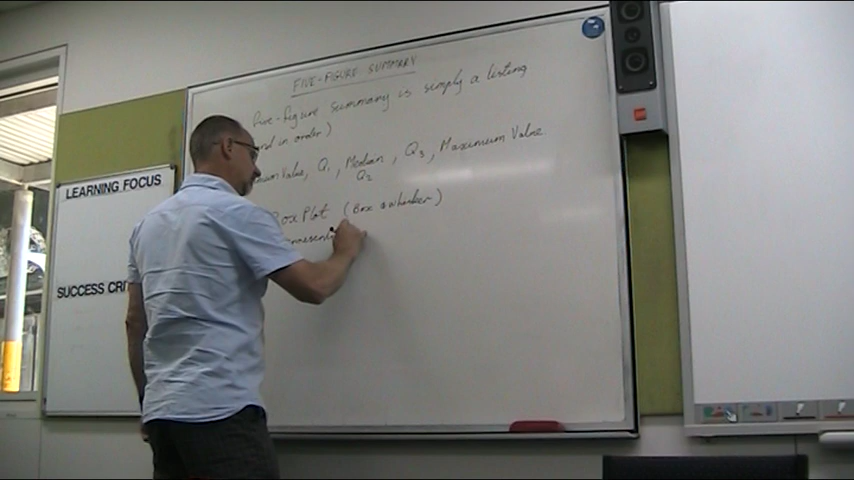 FIVE-FIGURE SUMMARY
five-figure summary is simply a listing
in order)
Value, Q1, Median, Q3, Maximum Value
Q2
Box Plot (Box & whisker)
LEARNING FOCUS
SUCCESS CRI